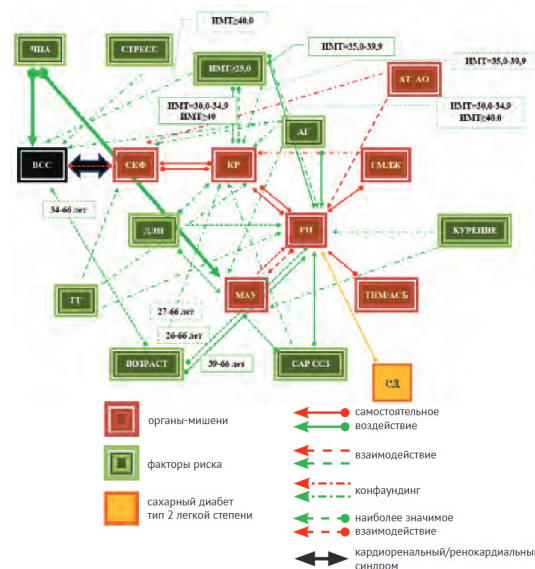 ИМТ≥40,0
ЧПА
СТРЕСС
ИМТ≥25,0
ИМТ=35,0-39,9
ИМТ=35,0-39,9
АТ АО
ИМТ=30,0-34,9
ИМТ≥40
ИМТ=30,0-34,9
ИМТ≥40,0
АГ
ВСС
СКФ
КР
ГМЛЖ
34-66 лет
ДЛП
РИ
КУРЕНИЕ
ТГ
27-66 лет
МАУ
ТИМ/АСБ
26-66 лет
ВОЗРАСТ
39-66 лет
САР ССЗ
СД
органы-мишени
самостоятельное
воздействие
факторы риска
взаимодействие
конфаундинг
сахарный диабет
тип 2 легкой степени
наиболее значимое
взаимодействие
кардиоренальный/ренокардиальный
синдром